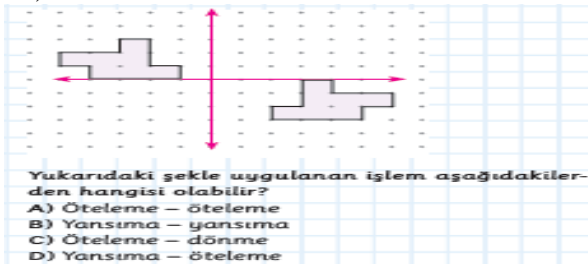 Yukarıdaki şekle uygulanan işlem aşağıdakiler-
den hangisi olabilir?
A) Öteleme – öteleme
B) Yansıma – yansıma
C) Öteleme – dönme
D) Yansıma – öteleme